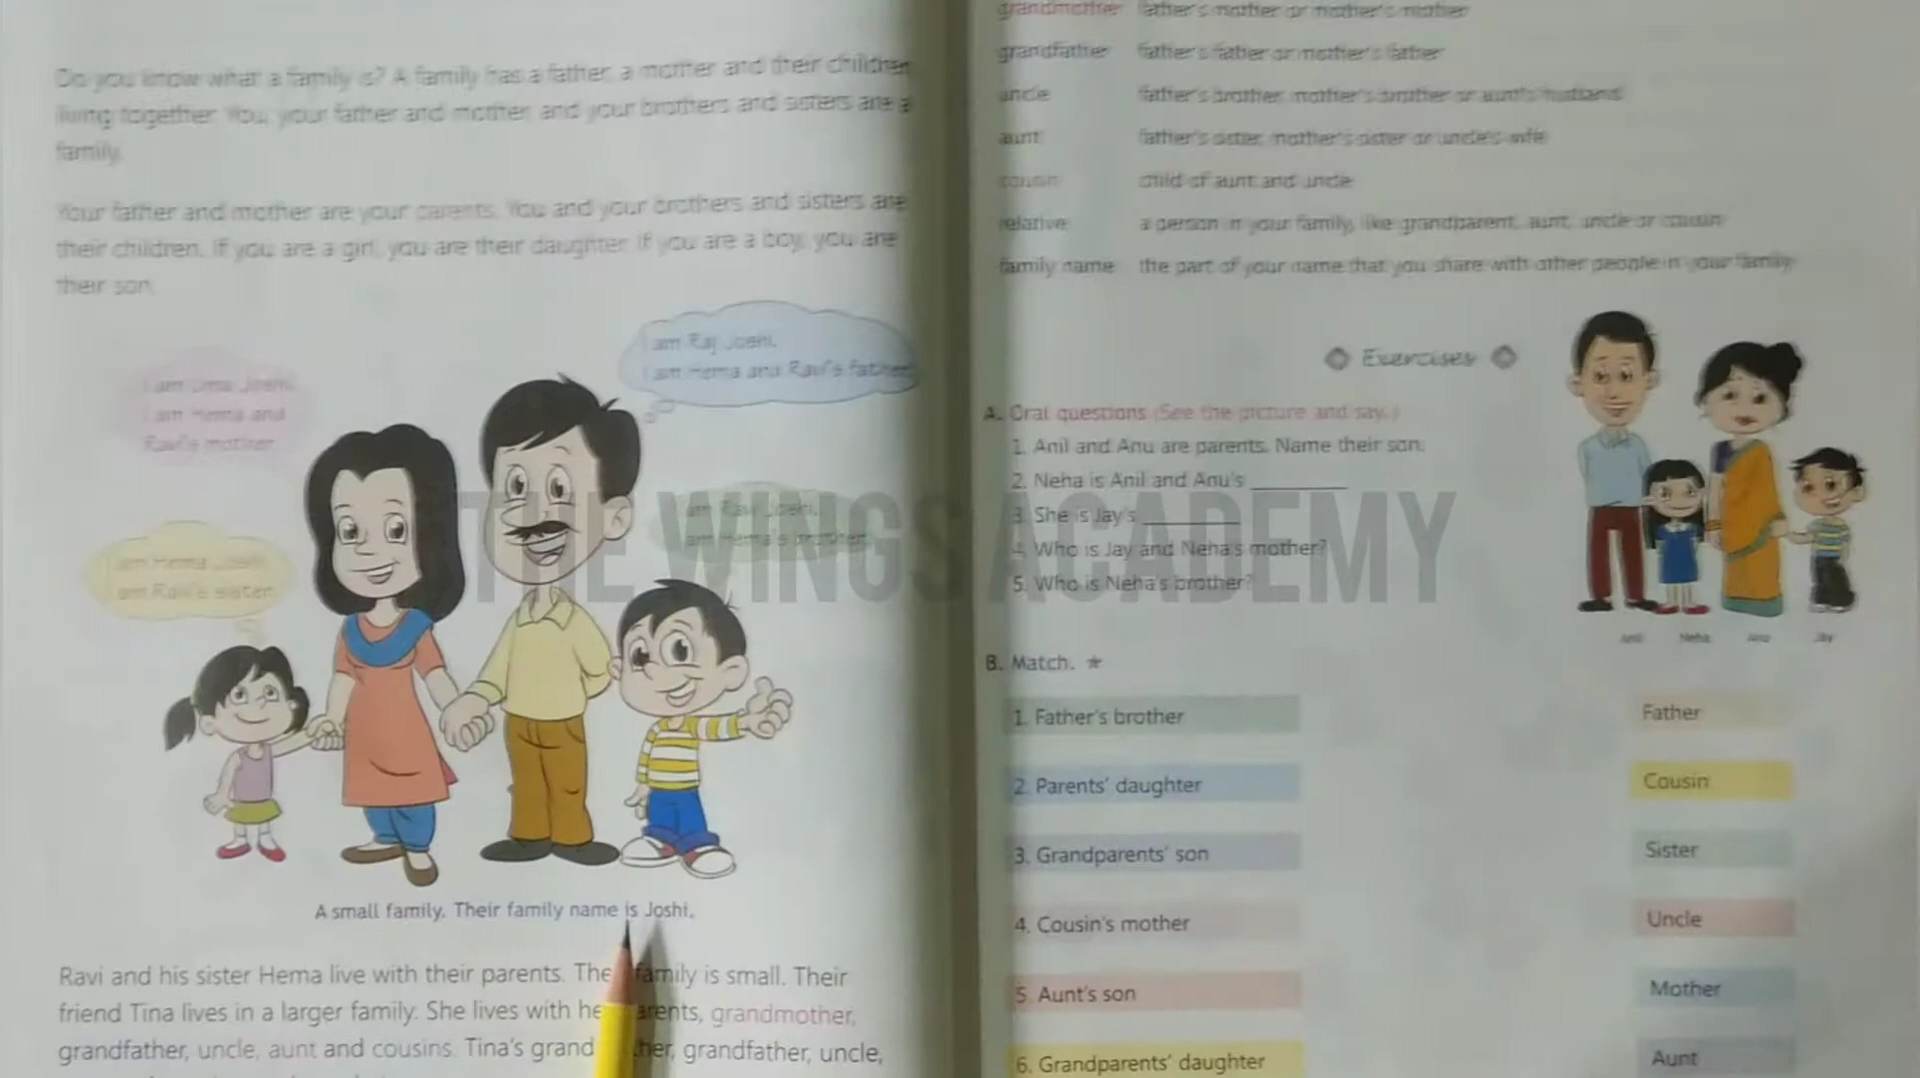 Do you know what a family is? A family has a father, a mother and their children
living together. You, your father and mother, and your brothers and sisters are a
family.
Your father and mother are your parents. You and your brothers and sisters are
their children. If you are a girl, you are their daughter. If you are a boy, you are
their son.
I am Raj Joshi.
I am Hema and Ravi's father.
I am Uma Joshi.
I am Hema and
Ravi's mother.
I am Ravi Joshi.
I am Hema's brother.
I am Hema Joshi.
I am Ravi's sister.
A small family. Their family name is Joshi.
Ravi and his sister Hema live with their parents. The family is small. Their
friend Tina lives in a larger family. She lives with he arents, grandmother,
grandfather, uncle, aunt and cousins. Tina's grand her, grandfather, uncle,
grandmother father's mother or mother's mother
grandfather father's father or mother's father
uncle father's brother, mother's brother or aunt's husband
aunt father's sister, mother's sister or uncle's wife
cousin child of aunt and uncle
relative a person in your family, like grandparent, aunt, uncle or cousin
family name the part of your name that you share with other people in your family
Exercises
A. Oral questions (See the picture and say.)
1. Anil and Anu are parents. Name their son.
2. Neha is Anil and Anu's ________
3. She is Jay's ________
4. Who is Jay and Neha's mother?
5. Who is Neha's brother?
Anil Neha Anu Jay
THE WINGS ACADEMY
B. Match. ★
1. Father's brother Father
2. Parents' daughter Cousin
3. Grandparents' son Sister
4. Cousin's mother Uncle
5. Aunt's son Mother
6. Grandparents' daughter Aunt